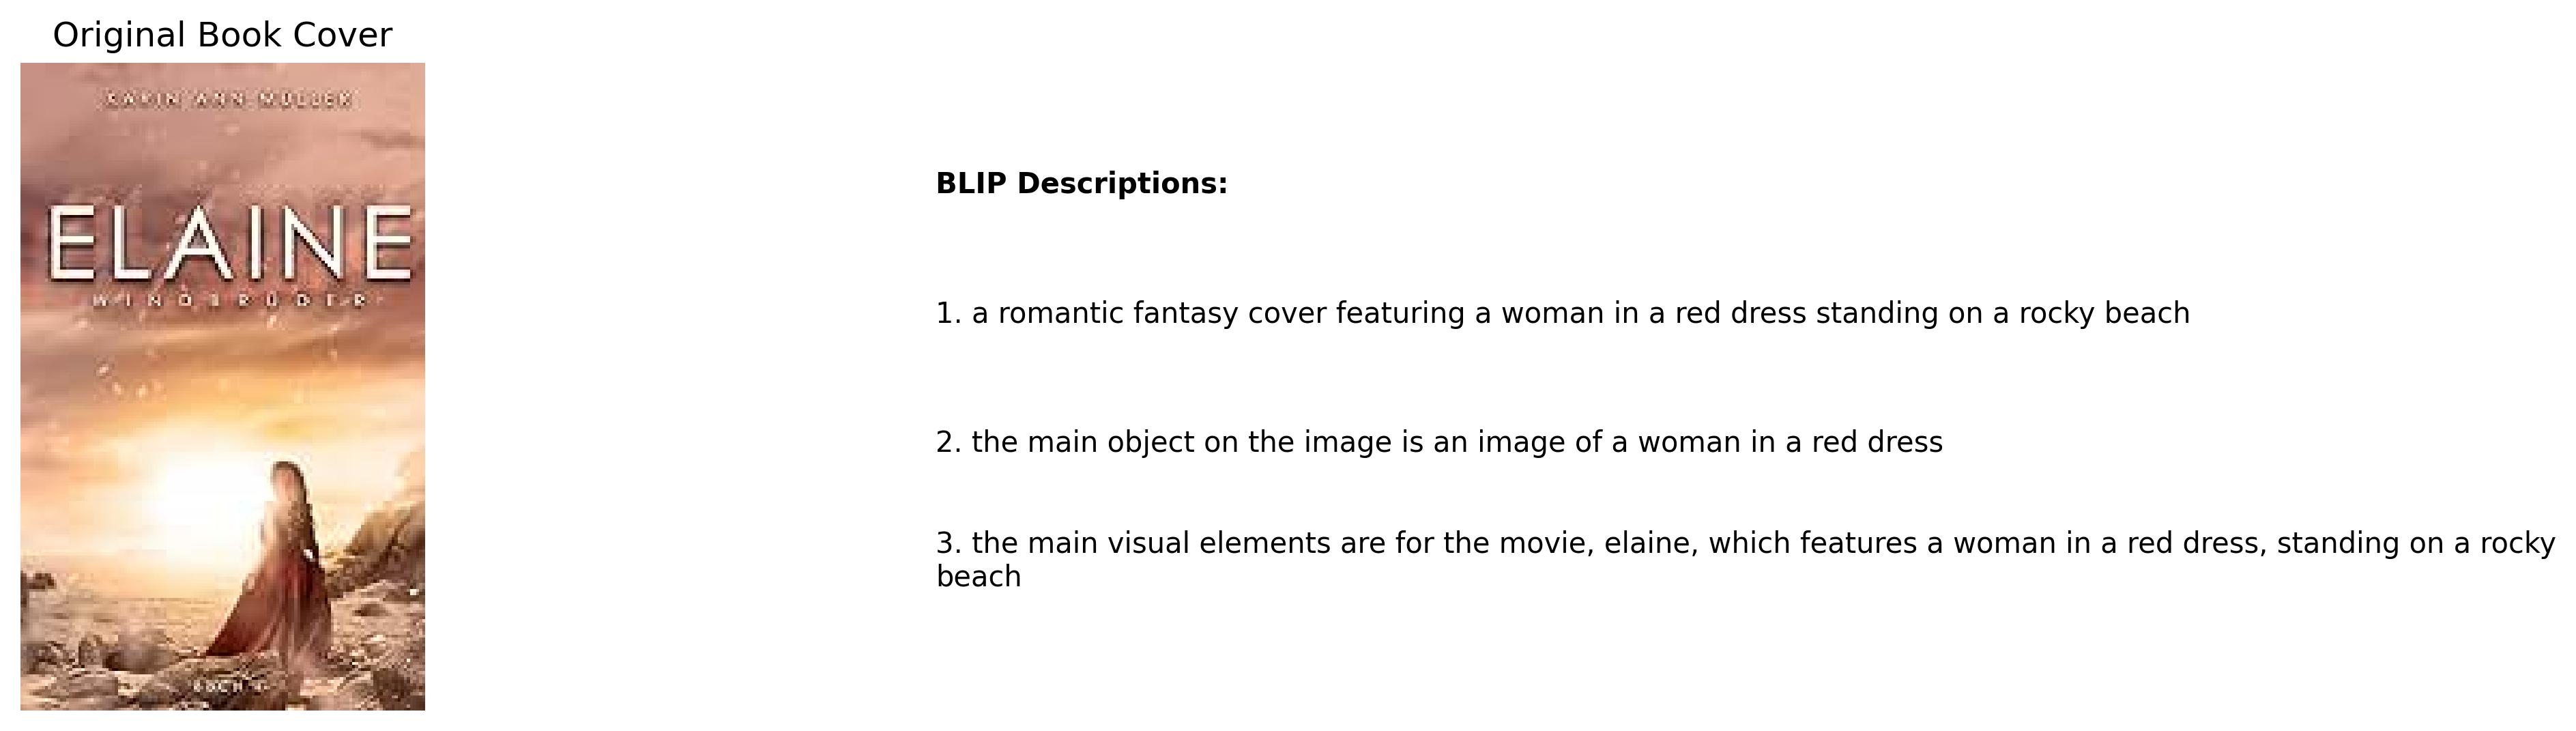 Original Book Cover
KARIN ANN MÜLLER
ELAINE
WINDBRUDER
BUCH
BLIP Descriptions:
1. a romantic fantasy cover featuring a woman in a red dress standing on a rocky beach
2. the main object on the image is an image of a woman in a red dress
3. the main visual elements are for the movie, elaine, which features a woman in a red dress, standing on a rocky
beach